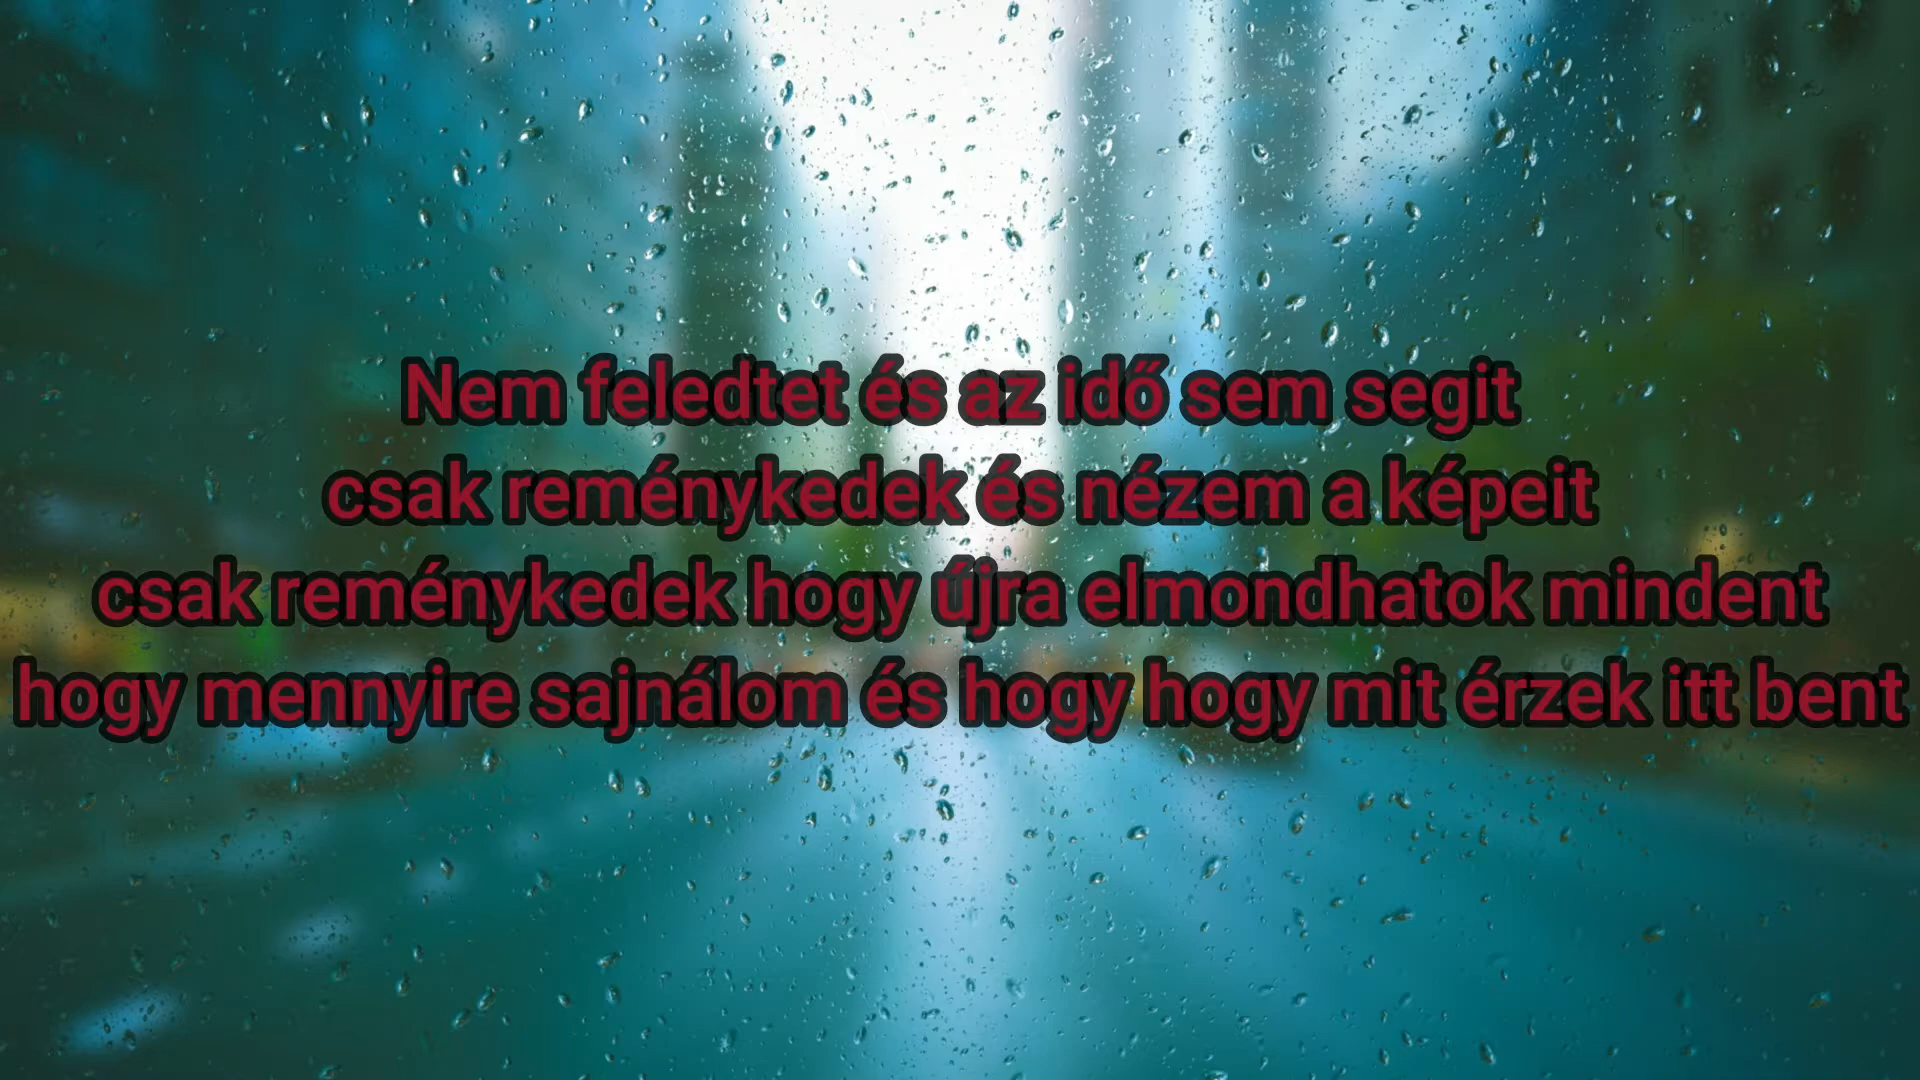 Nem feledtet és az idő sem segit
csak reménykedek és nézem a képeit
csak reménykedek hogy újra elmondhatok mindent
hogy mennyire sajnálom és hogy hogy mit érzek itt bent